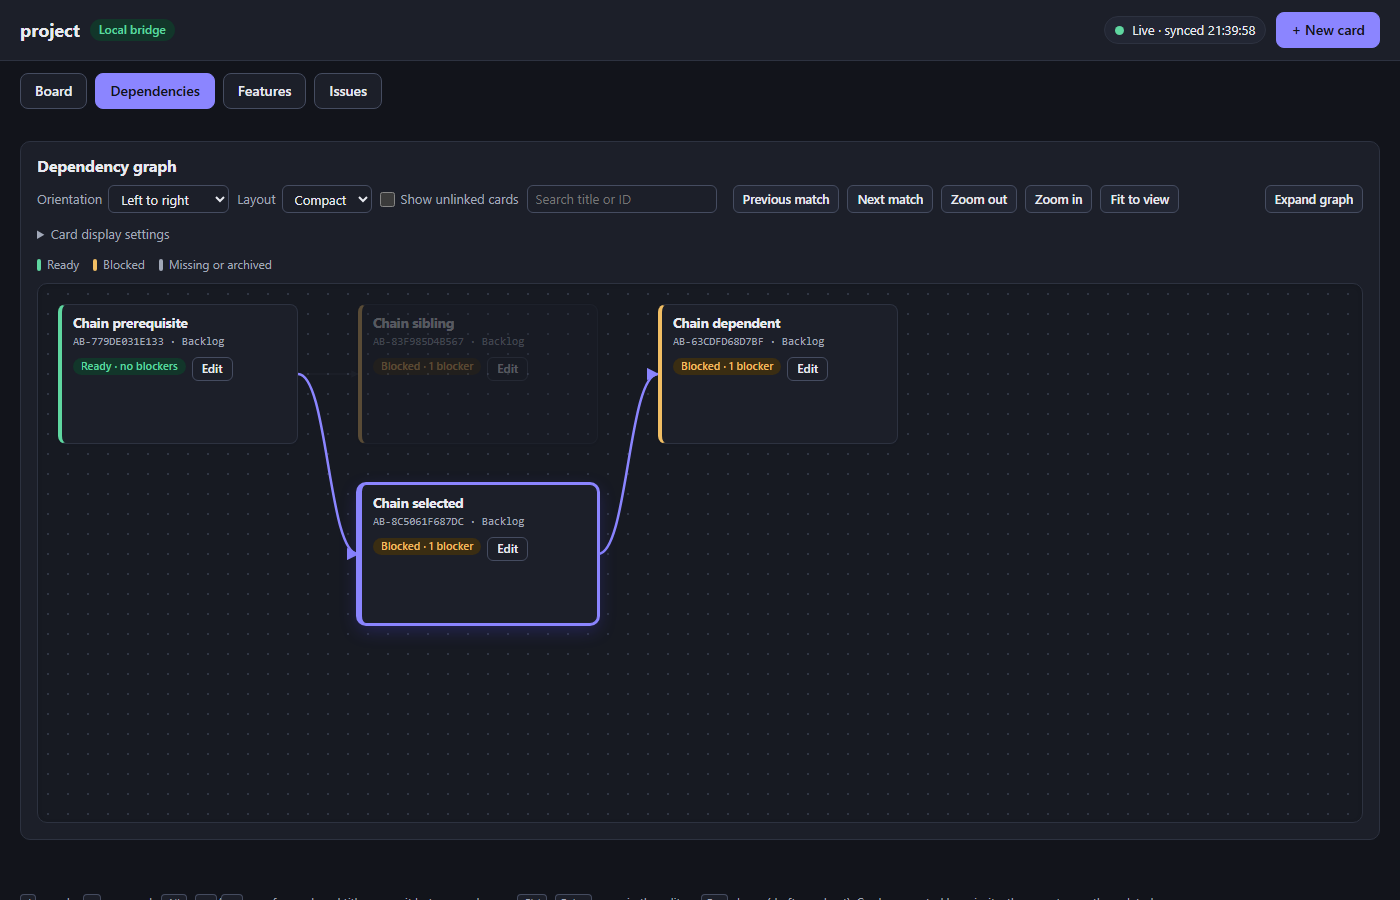 project Local bridge Live · synced 21:39:58 + New card
Board Dependencies Features Issues
Dependency graph
Orientation Left to right Layout Compact Show unlinked cards Search title or ID Previous match Next match Zoom out Zoom in Fit to view Expand graph
Card display settings
Ready Blocked Missing or archived
Chain prerequisite
AB-779DE031E133 · Backlog
Ready · no blockers Edit
Chain sibling
AB-83F985D4B567 · Backlog
Blocked · 1 blocker Edit
Chain dependent
AB-63CDFD68D7BF · Backlog
Blocked · 1 blocker Edit
Chain selected
AB-8C5061F687DC · Backlog
Blocked · 1 blocker Edit